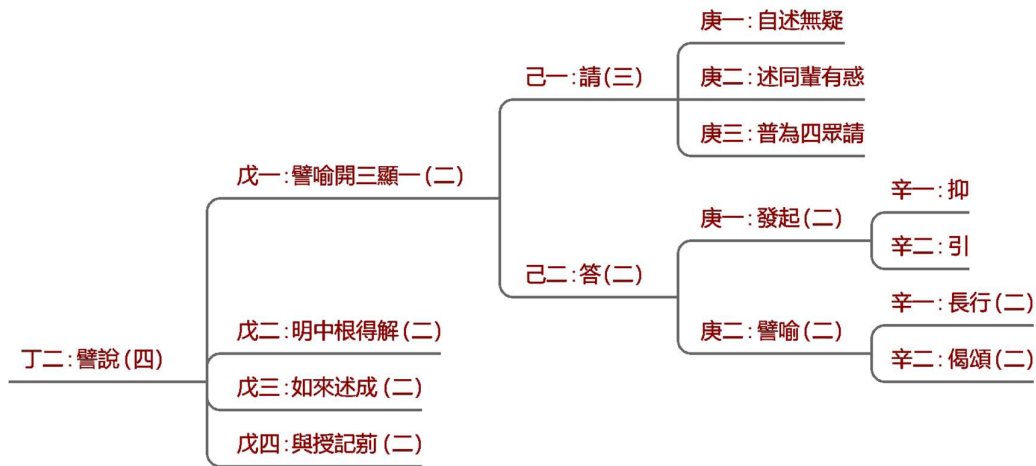 丁二:譬說(四)
戊一:譬喻開三顯一(二)
己一:請(三)
庚一:自述無疑
庚二:述同輩有惑
庚三:普為四眾請
己二:答(二)
庚一:發起(二)
辛一:抑
辛二:引
庚二:譬喻(二)
辛一:長行(二)
辛二:偈頌(二)
戊二:明中根得解(二)
戊三:如來述成(二)
戊四:與授記莂(二)